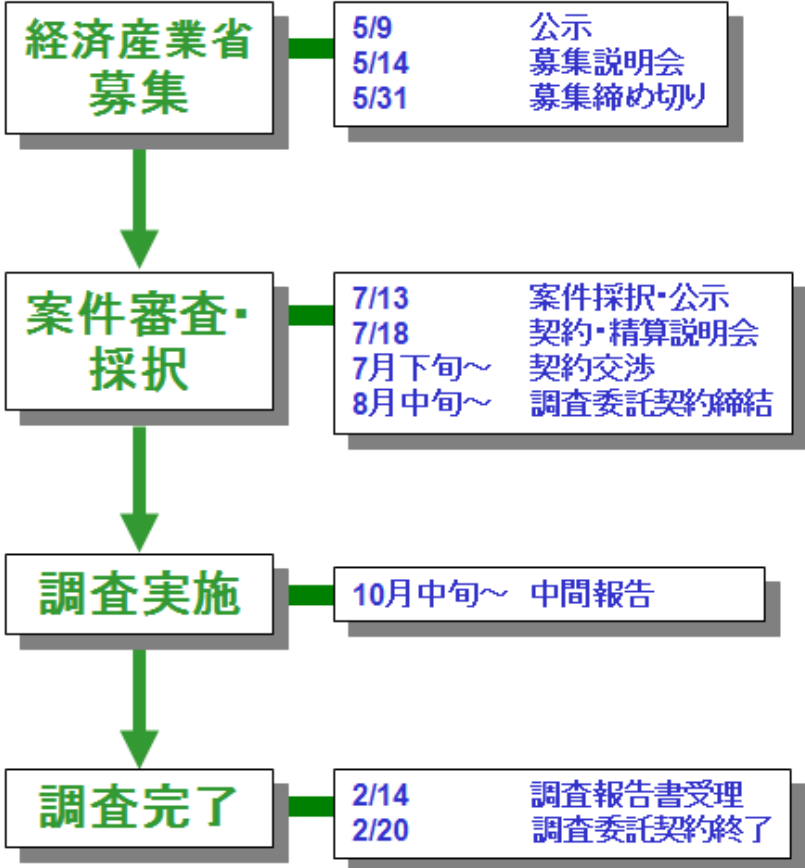 経済産業省
募集
5/9 公示
5/14 募集説明会
5/31 募集締め切り
案件審査・
採択
7/13 案件採択・公示
7/18 契約・精算説明会
7月下旬～ 契約交渉
8月中旬～ 調査委託契約締結
調査実施
10月中旬～ 中間報告
調査完了
2/14 調査報告書受理
2/20 調査委託契約終了